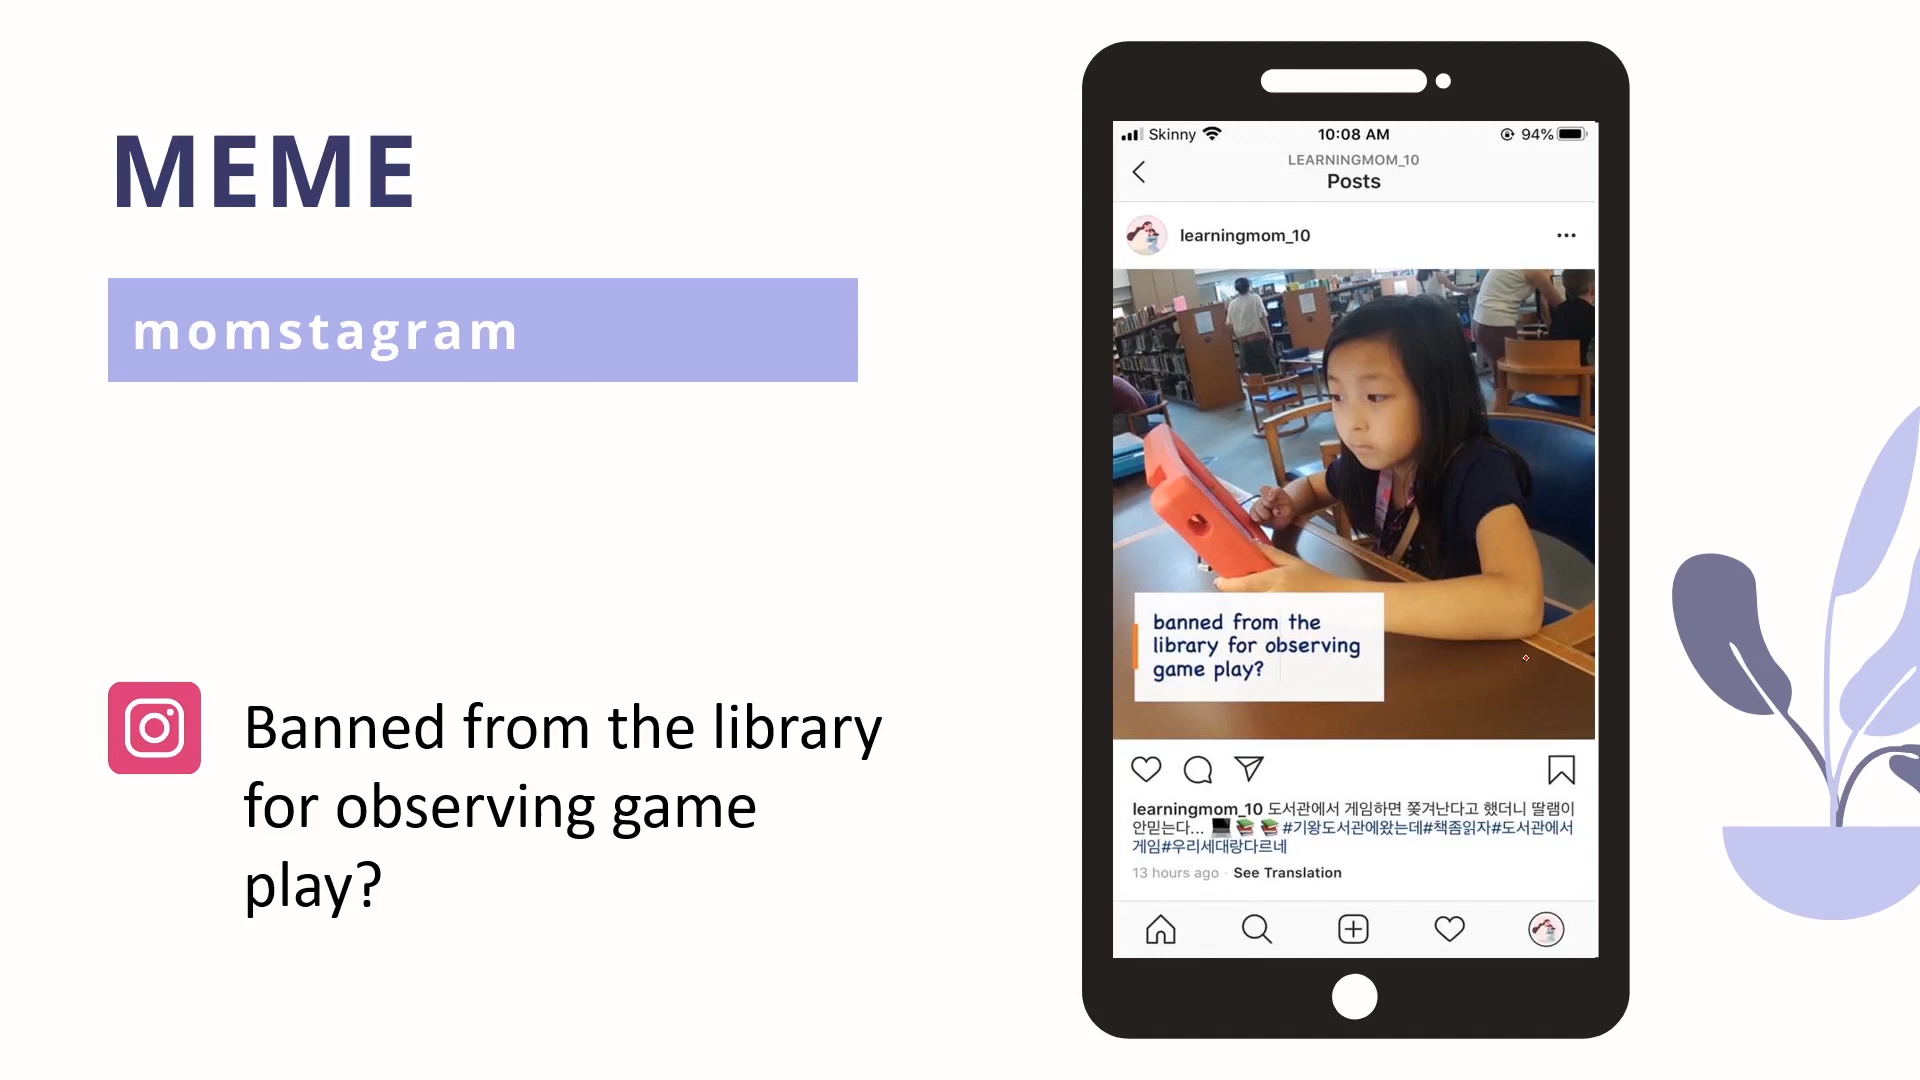 MEME
momstagram
Banned from the library
for observing game
play?
Skinny
10:08 AM
94%
LEARNINGMOM_10
Posts
learningmom_10
banned from the
library for observing
game play?
learningmom_10 도서관에서 게임하면 쫓겨난다고 했더니 딸램이
안믿는다... 💻📚📚#기왕도서관에왔는데#책좀읽자#도서관에서
게임#우리세대랑다르네
13 hours ago · See Translation